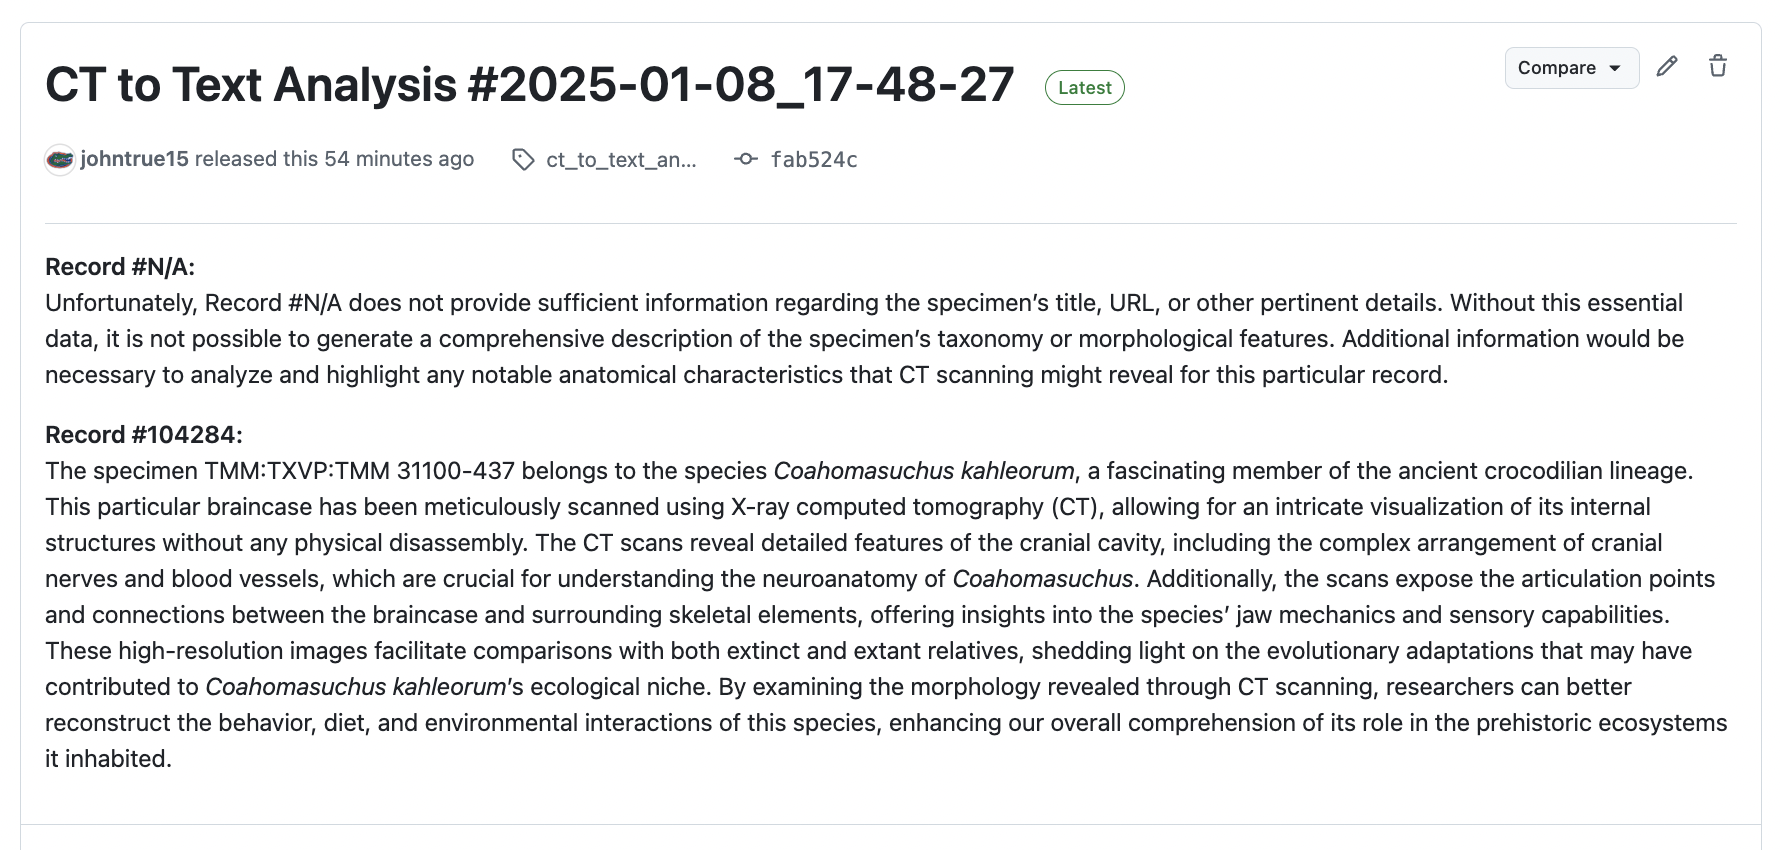 CT to Text Analysis #2025-01-08_17-48-27 Latest Compare
johntrue15 released this 54 minutes ago ct_to_text_an... fab524c
Record #N/A:
Unfortunately, Record #N/A does not provide sufficient information regarding the specimen’s title, URL, or other pertinent details. Without this essential
data, it is not possible to generate a comprehensive description of the specimen’s taxonomy or morphological features. Additional information would be
necessary to analyze and highlight any notable anatomical characteristics that CT scanning might reveal for this particular record.
Record #104284:
The specimen TMM:TXVP:TMM 31100-437 belongs to the species Coahomasuchus kahleorum, a fascinating member of the ancient crocodilian lineage.
This particular braincase has been meticulously scanned using X-ray computed tomography (CT), allowing for an intricate visualization of its internal
structures without any physical disassembly. The CT scans reveal detailed features of the cranial cavity, including the complex arrangement of cranial
nerves and blood vessels, which are crucial for understanding the neuroanatomy of Coahomasuchus. Additionally, the scans expose the articulation points
and connections between the braincase and surrounding skeletal elements, offering insights into the species’ jaw mechanics and sensory capabilities.
These high-resolution images facilitate comparisons with both extinct and extant relatives, shedding light on the evolutionary adaptations that may have
contributed to Coahomasuchus kahleorum’s ecological niche. By examining the morphology revealed through CT scanning, researchers can better
reconstruct the behavior, diet, and environmental interactions of this species, enhancing our overall comprehension of its role in the prehistoric ecosystems
it inhabited.